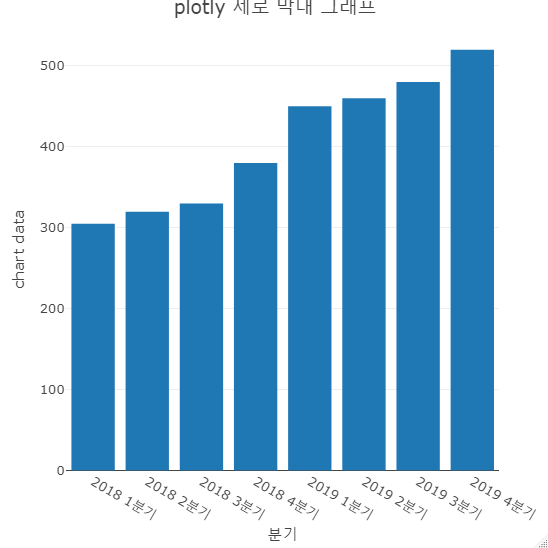 plotly 세로 막대 그래프
500
400
300
200
100
0
chart data
2018 1분기
2018 2분기
2018 3분기
2018 4분기
2019 1분기
2019 2분기
2019 3분기
2019 4분기
분기